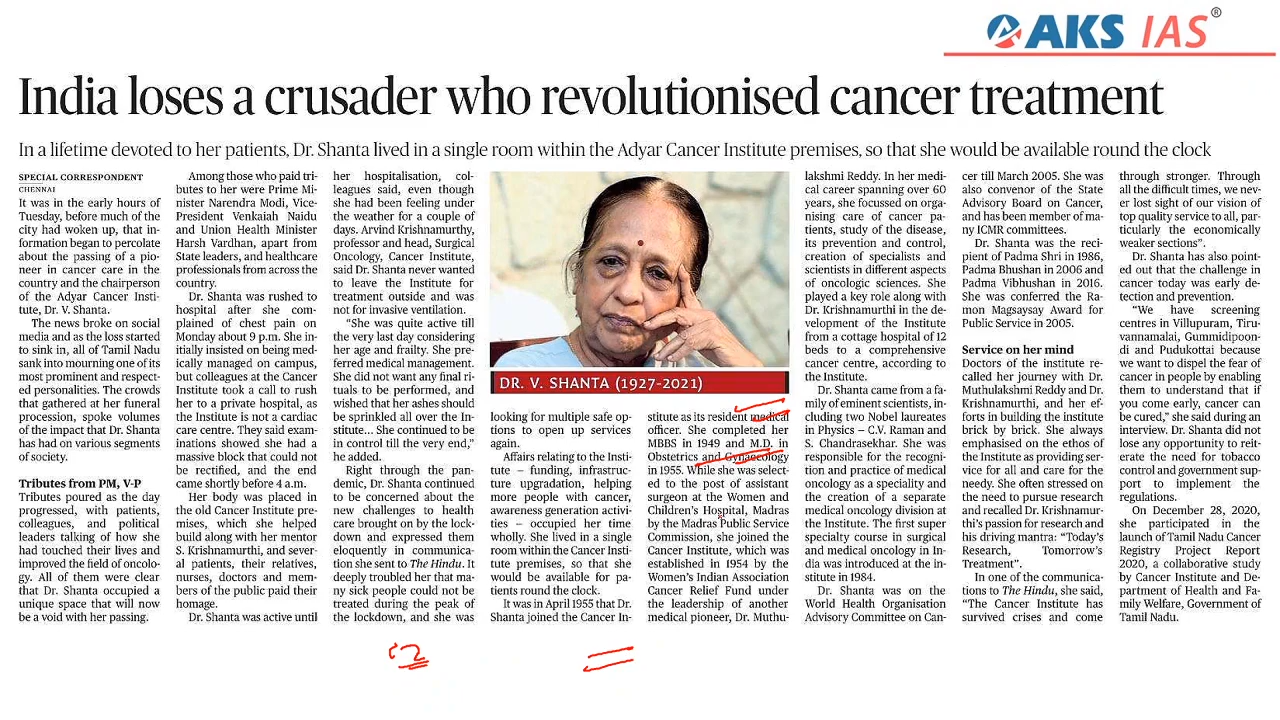 AKS IAS®
India loses a crusader who revolutionised cancer treatment
In a lifetime devoted to her patients, Dr. Shanta lived in a single room within the Adyar Cancer Institute premises, so that she would be available round the clock
SPECIAL CORRESPONDENT
CHENNAI
It was in the early hours of
Tuesday, before much of the
city had woken up, that in-
formation began to percolate
about the passing of a pio-
neer in cancer care in the
country and the chairperson
of the Adyar Cancer Insti-
tute, Dr. V. Shanta.
The news broke on social
media and as the loss started
to sink in, all of Tamil Nadu
sank into mourning one of its
most prominent and respect-
ed personalities. The crowds
that gathered at her funeral
procession, spoke volumes
of the impact that Dr. Shanta
has had on various segments
of society.
Tributes from PM, V-P
Tributes poured as the day
progressed, with patients,
colleagues, and political
leaders talking of how she
had touched their lives and
improved the field of oncolo-
gy. All of them were clear
that Dr. Shanta occupied a
unique space that will now
be a void with her passing.
Among those who paid tri-
butes to her were Prime Mi-
nister Narendra Modi, Vice-
President Venkaiah Naidu
and Union Health Minister
Harsh Vardhan, apart from
State leaders, and healthcare
professionals from across the
country.
Dr. Shanta was rushed to
hospital after she com-
plained of chest pain on
Monday about 9 p.m. She in-
itially insisted on being med-
ically managed on campus,
but colleagues at the Cancer
Institute took a call to rush
her to a private hospital, as
the Institute is not a cardiac
care centre. They said exam-
inations showed she had a
massive block that could not
be rectified, and the end
came shortly before 4 a.m.
Her body was placed in
the old Cancer Institute pre-
mises, which she helped
build along with her mentor
S. Krishnamurthi, and sever-
al patients, their relatives,
nurses, doctors and mem-
bers of the public paid their
homage.
Dr. Shanta was active until
her hospitalisation, col-
leagues said, even though
she had been feeling under
the weather for a couple of
days. Arvind Krishnamurthy,
professor and head, Surgical
Oncology, Cancer Institute,
said Dr. Shanta never wanted
to leave the Institute for
treatment outside and was
not for invasive ventilation.
"She was quite active till
the very last day considering
her age and frailty. She pre-
ferred medical management.
She did not want any final ri-
tuals to be performed, and
wished that her ashes should
be sprinkled all over the In-
stitute... She continued to be
in control till the very end,"
he added.
Right through the pan-
demic, Dr. Shanta continued
to be concerned about the
new challenges to health
care brought on by the lock-
down and expressed them
eloquently in communica-
tion she sent to The Hindu. It
deeply troubled her that ma-
ny sick people could not be
treated during the peak of
the lockdown, and she was
DR. V. SHANTA (1927-2021)
looking for multiple safe op-
tions to open up services
again.
Affairs relating to the Insti-
tute – funding, infrastruc-
ture upgradation, helping
more people with cancer,
awareness generation activi-
ties – occupied her time
wholly. She lived in a single
room within the Cancer Insti-
tute premises, so that she
would be available for pa-
tients round the clock.
It was in April 1955 that Dr.
Shanta joined the Cancer In-
stitute as its resident medical
officer. She completed her
MBBS in 1949 and M.D. in
Obstetrics and Gynaecology
in 1955. While she was select-
ed to the post of assistant
surgeon at the Women and
Children's Hospital, Madras
by the Madras Public Service
Commission, she joined the
Cancer Institute, which was
established in 1954 by the
Women's Indian Association
Cancer Relief Fund under
the leadership of another
medical pioneer, Dr. Muthu-
lakshmi Reddy. In her med-
ical career spanning over 60
years, she focussed on or-
ganising care of cancer pa-
tients, study of the disease,
its prevention and control,
creation of specialists and
scientists in different aspects
of oncologic sciences. She
played a key role along with
Dr. Krishnamurthi in the de-
velopment of the Institute
from a cottage hospital of 12
beds to a comprehensive
cancer centre, according to
the Institute.
Dr. Shanta came from a fa-
mily of eminent scientists, in-
cluding two Nobel laureates
in Physics – C.V. Raman and
S. Chandrasekhar. She was
responsible for the recogni-
tion and practice of medical
oncology as a speciality and
the creation of a separate
medical oncology division at
the Institute. The first super
specialty course in surgical
and medical oncology in In-
dia was introduced at the in-
stitute in 1984.
Dr. Shanta was on the
World Health Organisation
Advisory Committee on Can-
cer till March 2005. She was
also convenor of the State
Advisory Board on Cancer,
and has been member of ma-
ny ICMR committees.
Dr. Shanta was the reci-
pient of Padma Shri in 1986,
Padma Bhushan in 2006 and
Padma Vibhushan in 2016.
She was conferred the Ra-
mon Magsaysay Award for
Public Service in 2005.
Service on her mind
Doctors of the institute re-
called her journey with Dr.
Muthulakshmi Reddy and Dr.
Krishnamurthi, and her ef-
forts in building the institute
brick by brick. She always
emphasised on the ethos of
the Institute as providing ser-
vice for all and care for the
needy. She often stressed on
the need to pursue research
and recalled Dr. Krishnamur-
thi's passion for research and
his driving mantra: "Today's
Research, Tomorrow's
Treatment".
In one of the communica-
tions to The Hindu, she said,
"The Cancer Institute has
survived crises and come
through stronger. Through
all the difficult times, we nev-
er lost sight of our vision of
top quality service to all, par-
ticularly the economically
weaker sections".
Dr. Shanta has also point-
ed out that the challenge in
cancer today was early de-
tection and prevention.
"We have screening
centres in Villupuram, Tiru-
vannamalai, Gummidipoon-
di and Pudukottai because
we want to dispel the fear of
cancer in people by enabling
them to understand that if
you come early, cancer can
be cured," she said during an
interview. Dr. Shanta did not
lose any opportunity to reit-
erate the need for tobacco
control and government sup-
port to implement the
regulations.
On December 28, 2020,
she participated in the
launch of Tamil Nadu Cancer
Registry Project Report
2020, a collaborative study
by Cancer Institute and De-
partment of Health and Fa-
mily Welfare, Government of
Tamil Nadu.
2